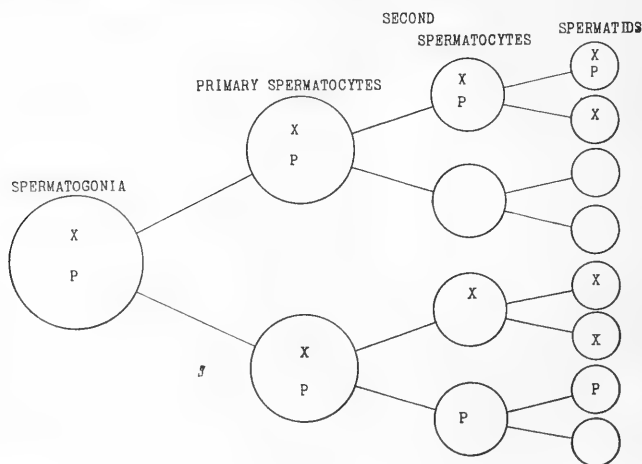 SECOND
SPERMATOCYTES
SPERMATIDS
PRIMARY SPERMATOCYTES
SPERMATOGONIA
X
P
X
P
X
P
X
P
X
X
P
X
P
X
X
P